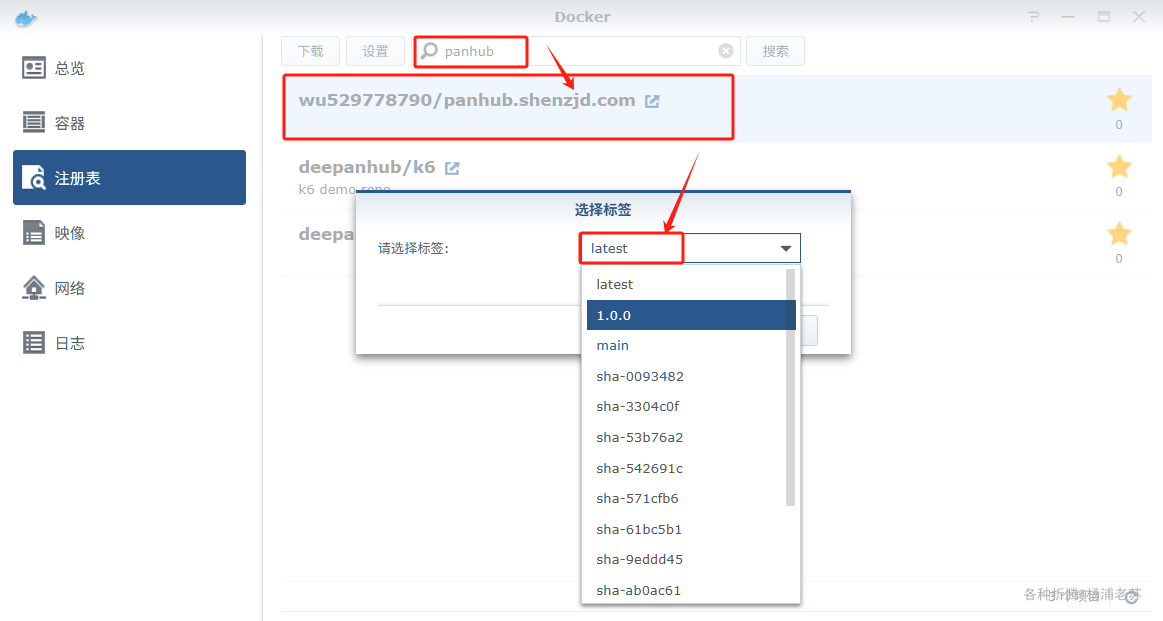 Docker
总览
容器
注册表
映像
网络
日志
下载
设置
panhub
搜索
wu529778790/panhub.shenzjd.com
0
deepanhub/k6
k6 demo repo
0
deepa
0
选择标签
请选择标签:
latest
latest
1.0.0
main
sha-0093482
sha-3304c0f
sha-53b76a2
sha-542691c
sha-571cfb6
sha-61bc5b1
sha-9eddd45
sha-ab0ac61
各种折腾@杨浦老苏